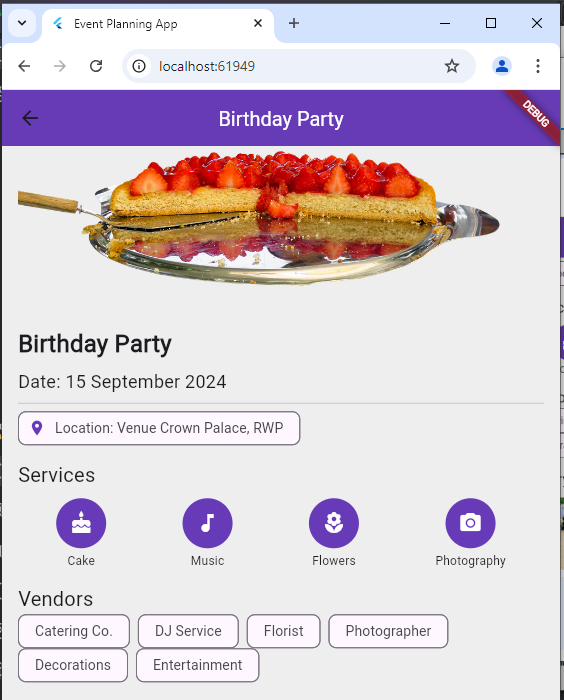 Event Planning App
localhost:61949
Birthday Party
DEBUG
Birthday Party
Date: 15 September 2024
Location: Venue Crown Palace, RWP
Services
Cake Music Flowers Photography
Vendors
Catering Co. DJ Service Florist Photographer
Decorations Entertainment